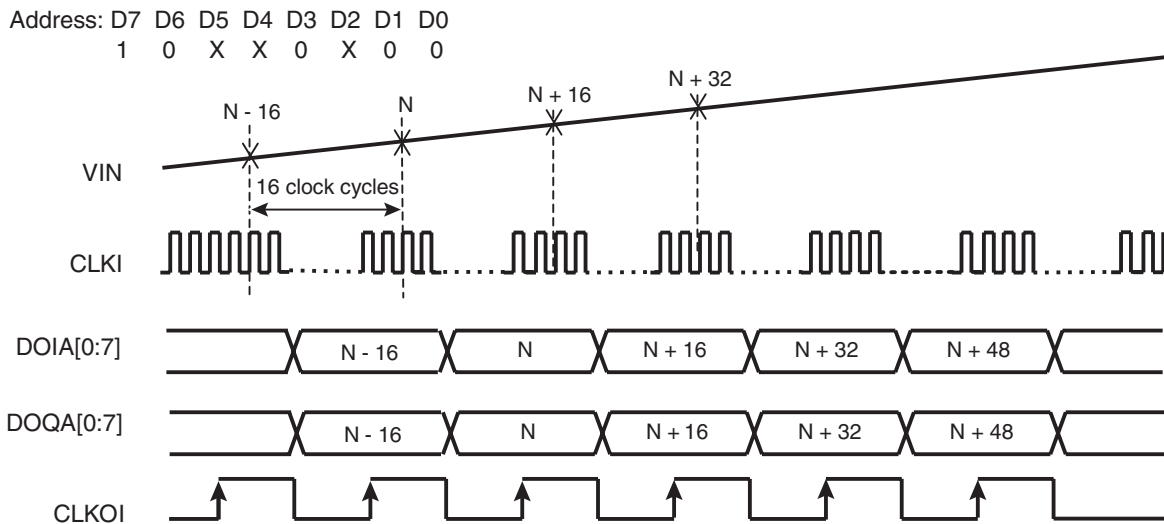 Address: D7 D6 D5 D4 D3 D2 D1 D0
1 0 X X 0 X 0 0
N - 16
N
N + 16
N + 32
VIN
16 clock cycles
CLKI
DOIA[0:7]
N - 16
N
N + 16
N + 32
N + 48
DOQA[0:7]
N - 16
N
N + 16
N + 32
N + 48
CLKOI